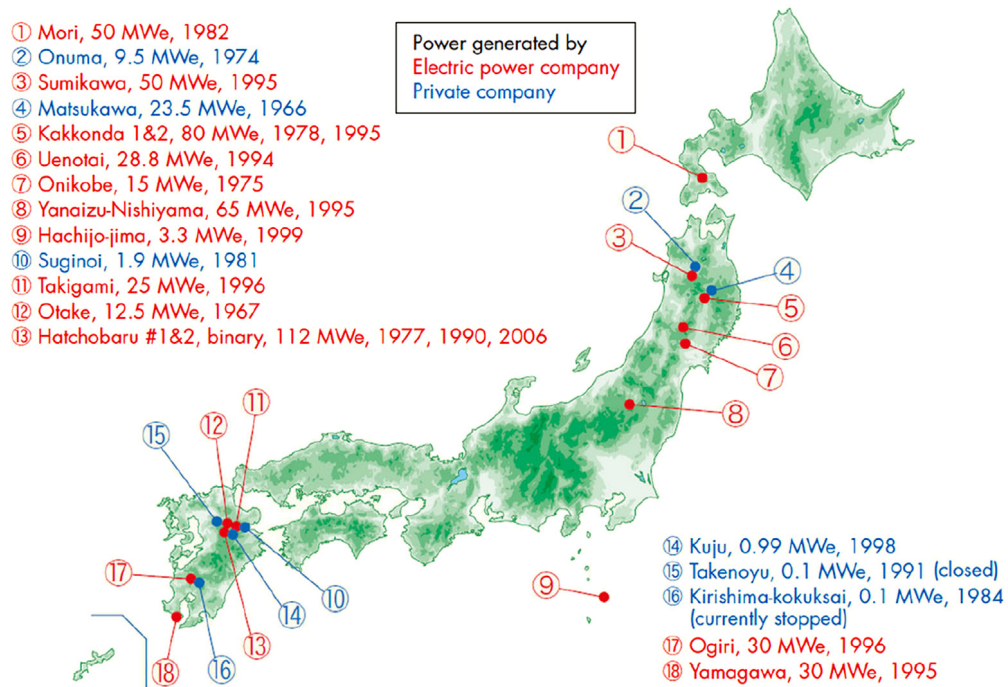 ① Mori, 50 MWe, 1982
② Onuma, 9.5 MWe, 1974
③ Sumikawa, 50 MWe, 1995
④ Matsukawa, 23.5 MWe, 1966
⑤ Kakkonda 1&2, 80 MWe, 1978, 1995
⑥ Uenotai, 28.8 MWe, 1994
⑦ Onikobe, 15 MWe, 1975
⑧ Yanaizu-Nishiyama, 65 MWe, 1995
⑨ Hachijo-jima, 3.3 MWe, 1999
⑩ Suginoi, 1.9 MWe, 1981
⑪ Takigami, 25 MWe, 1996
⑫ Otake, 12.5 MWe, 1967
⑬ Hatchobaru #1&2, binary, 112 MWe, 1977, 1990, 2006
Power generated by
Electric power company
Private company
①
②
③
④
⑤
⑥
⑦
⑧
⑪
⑫
⑮
⑰
⑨
⑩
⑭
⑬
⑯
⑱
⑭ Kuju, 0.99 MWe, 1998
⑮ Takenoyu, 0.1 MWe, 1991 (closed)
⑯ Kirishima-kokuksai, 0.1 MWe, 1984
(currently stopped)
⑰ Ogiri, 30 MWe, 1996
⑱ Yamagawa, 30 MWe, 1995